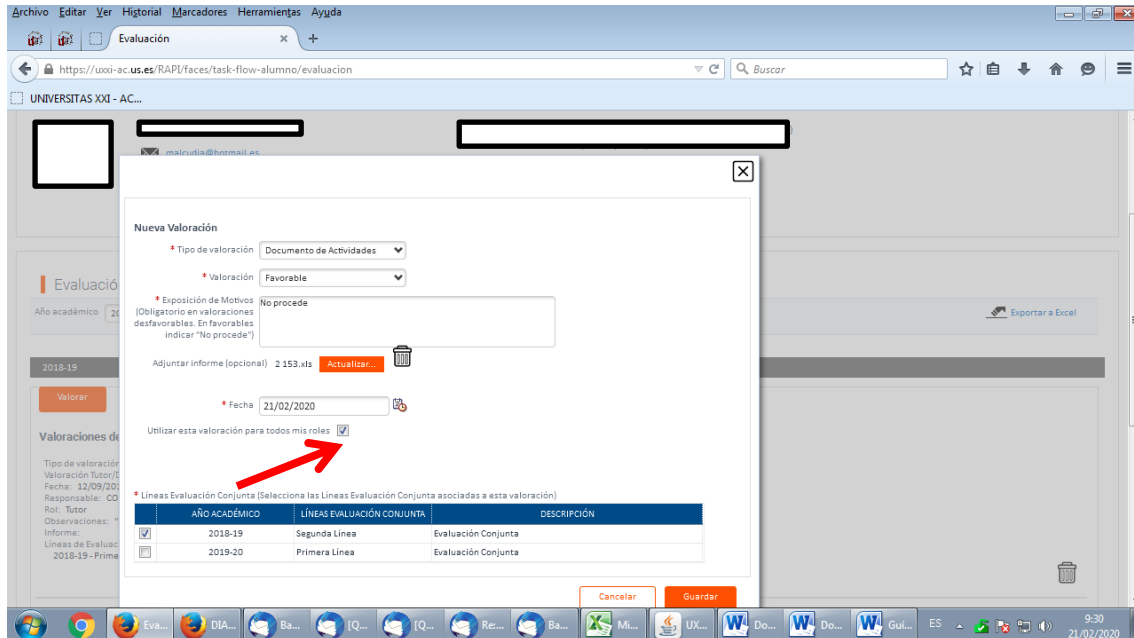 Archivo Editar Ver Historial Marcadores Herramientas Ayuda
Evaluación × +
https://uxxi-ac.us.es/RAPI/faces/task-flow-alumno/evaluacion
Buscar
UNIVERSITAS XXI - AC...
malcudia@hotmail.es
Nueva Valoración
* Tipo de valoración Documento de Actividades
* Valoración Favorable
* Exposición de Motivos
(Obligatorio en valoraciones
desfavorables. En favorables
indicar "No procede")
No procede
Adjuntar informe (opcional) 2 153.xls Actualizar...
* Fecha 21/02/2020
Utilizar esta valoración para todos mis roles
* Lineas Evaluación Conjunta (Selecciona las Lineas Evaluación Conjunta asociadas a esta valoración)
AÑO ACADÉMICO LÍNEAS EVALUACIÓN CONJUNTA DESCRIPCIÓN
2018-19 Segunda Línea Evaluación Conjunta
2019-20 Primera Línea Evaluación Conjunta
Cancelar Guardar
Evaluació
Año académico 20
Exportar a Excel
2018-19
Valorar
Valoraciones de
Tipo de valoración
Valoración Tutor/D
Fecha: 12/09/201
Responsable: CO
Rol: Tutor
Observaciones: "
Informe:
Líneas de Evaluac
2018-19 - Prime
Eva... DIA... Ba... [Q... [Q... Re: ... Ba... Mi... UX... Do... Do... Guí... ES 9:30
21/02/2020